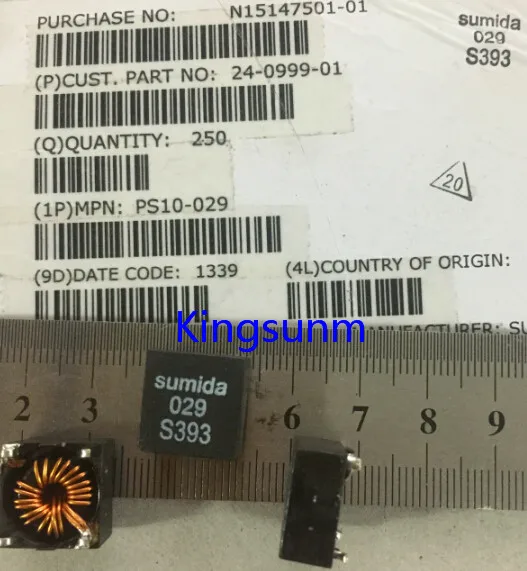 PURCHASE NO: N15147501-01
sumida
029
S393
(P)CUST. PART NO: 24-0999-01
(Q)QUANTITY: 250
20
(1P)MPN: PS10-029
(9D)DATE CODE: 1339
(4L)COUNTRY OF ORIGIN:
Kingsunm
MANUFACTURER: SU
2 3 6 7 8 9
sumida
029
S393